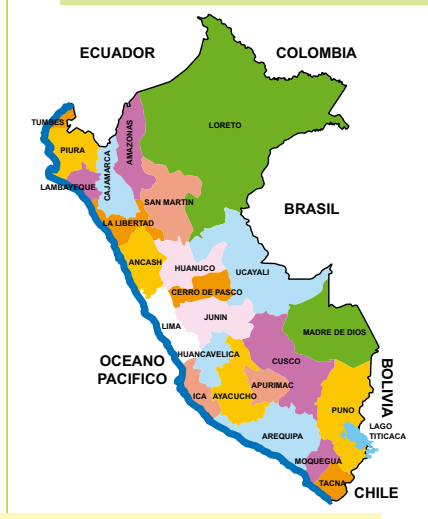 ECUADOR
COLOMBIA
TUMBES
LORETO
PIURA
AMAZONAS
CAJAMARCA
LAMBAYEQUE
SAN MARTIN
BRASIL
LA LIBERTAD
ANCASH
HUANUCO
UCAYALI
CERRO DE PASCO
JUNIN
LIMA
MADRE DE DIOS
HUANCAVELICA
OCEANO
PACIFICO
CUSCO
BOLIVIA
APURIMAC
ICA
AYACUCHO
PUNO
LAGO
TITICACA
AREQUIPA
MOQUEGUA
TACNA
CHILE